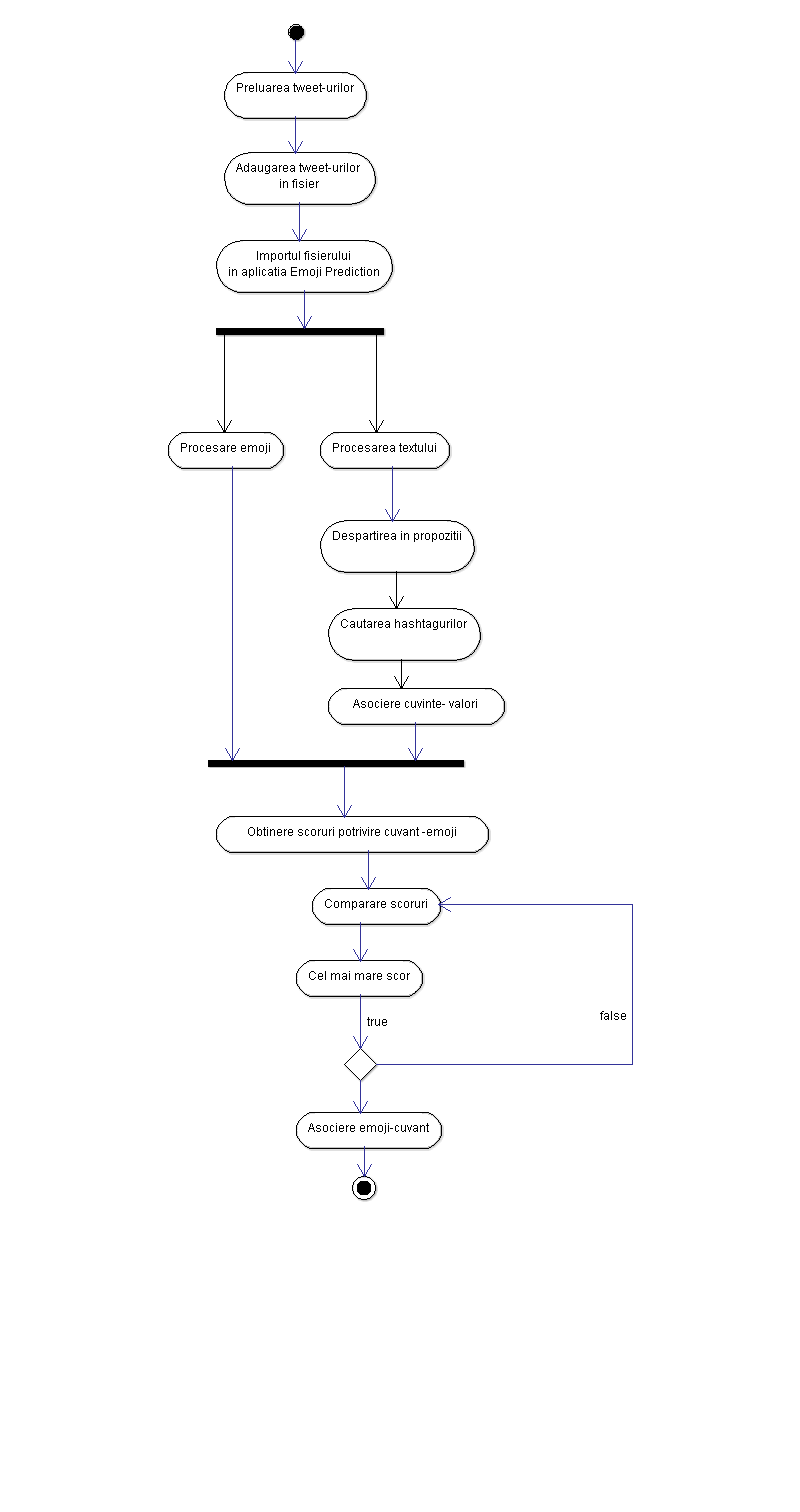 Preluarea tweet-urilor
Adaugarea tweet-urilor
in fisier
Importul fisierului
in aplicatia Emoji Prediction
Procesare emoji
Procesarea textului
Despartirea in propozitii
Cautarea hashtagurilor
Asociere cuvinte- valori
Obtinere scoruri potrivire cuvant -emoji
Comparare scoruri
Cel mai mare scor
true
false
Asociere emoji-cuvant